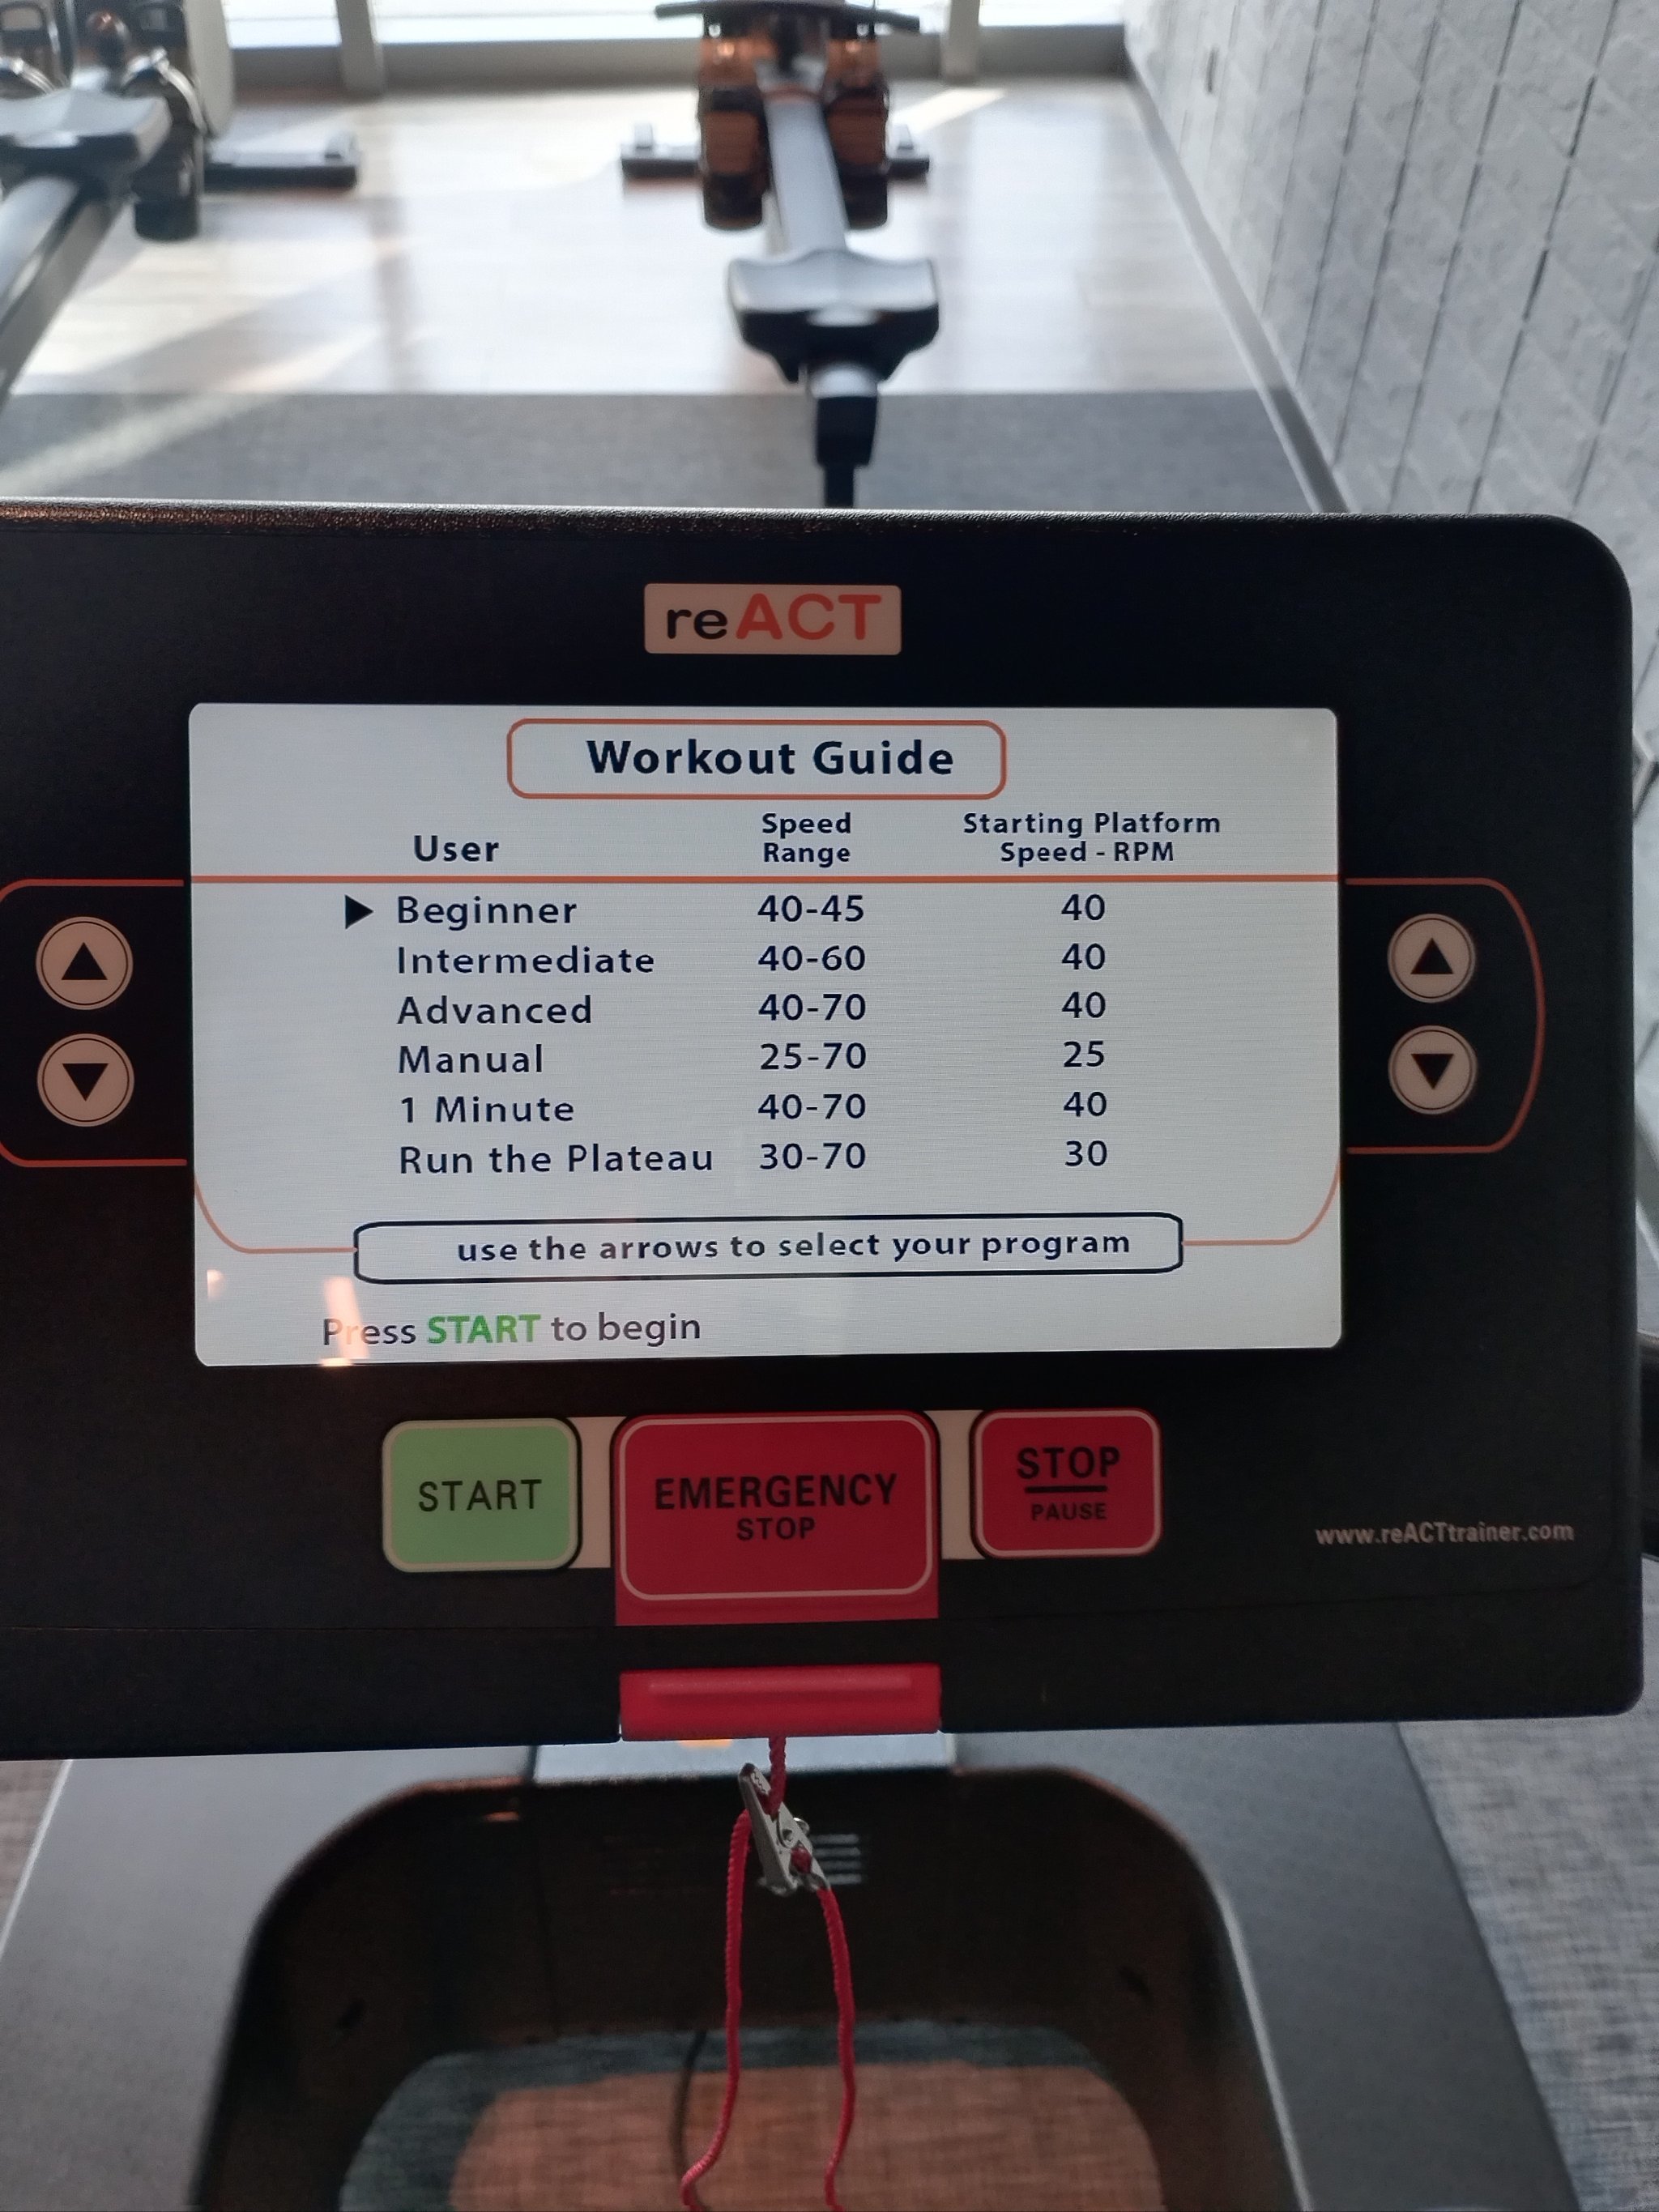 reACT
Workout Guide
User Speed Range Starting Platform Speed - RPM
Beginner 40-45 40
Intermediate 40-60 40
Advanced 40-70 40
Manual 25-70 25
1 Minute 40-70 40
Run the Plateau 30-70 30
use the arrows to select your program
Press START to begin
START
EMERGENCY
STOP
STOP
PAUSE
www.reACTtrainer.com